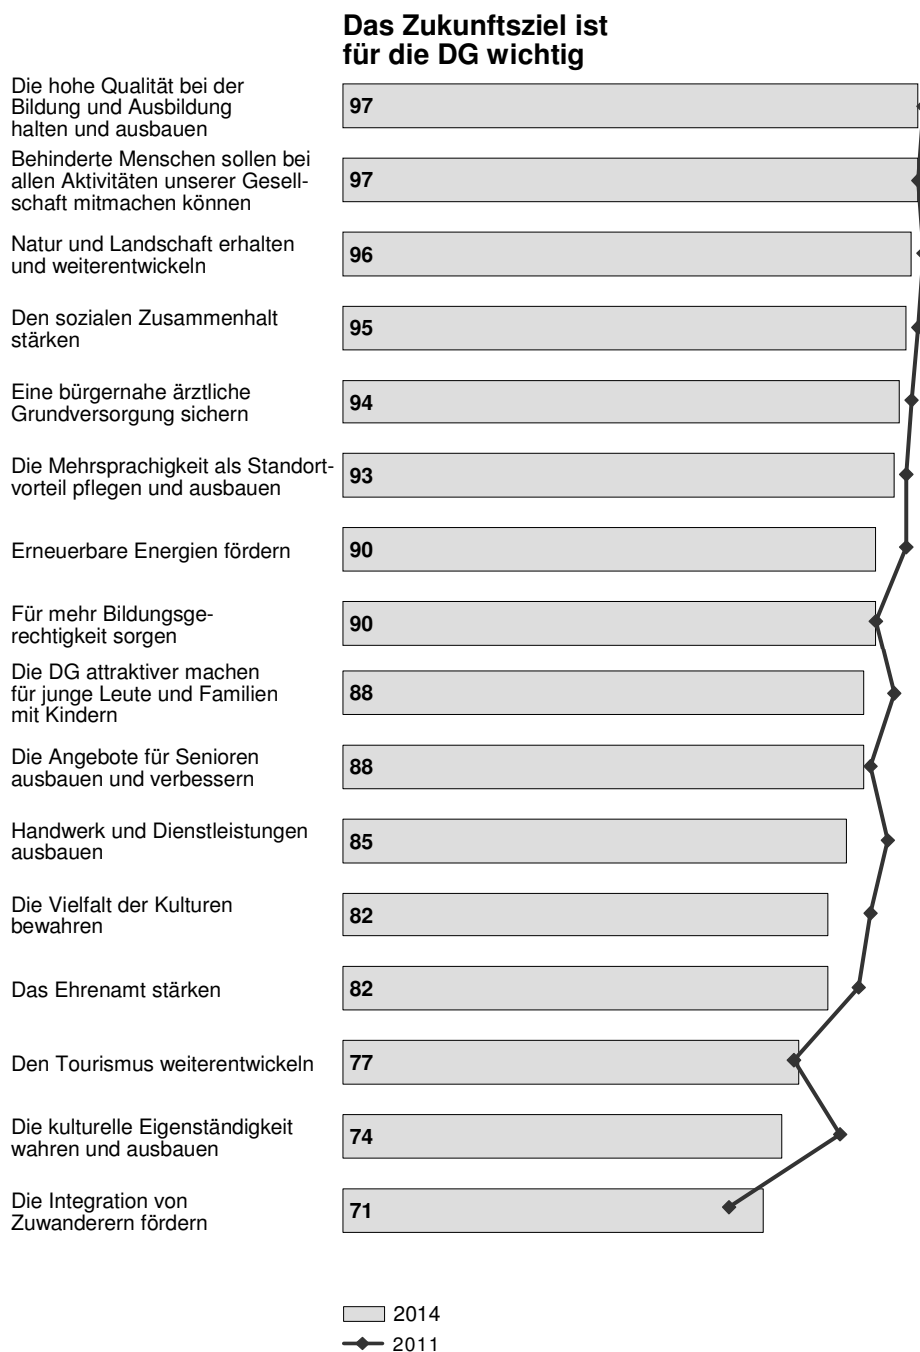 Das Zukunftsziel ist
für die DG wichtig
Die hohe Qualität bei der
Bildung und Ausbildung
halten und ausbauen
97
Behinderte Menschen sollen bei
allen Aktivitäten unserer Gesell-
schaft mitmachen können
97
Natur und Landschaft erhalten
und weiterentwickeln
96
Den sozialen Zusammenhalt
stärken
95
Eine bürgernahe ärztliche
Grundversorgung sichern
94
Die Mehrsprachigkeit als Standort-
vorteil pflegen und ausbauen
93
Erneuerbare Energien fördern
90
Für mehr Bildungsge-
rechtigkeit sorgen
90
Die DG attraktiver machen
für junge Leute und Familien
mit Kindern
88
Die Angebote für Senioren
ausbauen und verbessern
88
Handwerk und Dienstleistungen
ausbauen
85
Die Vielfalt der Kulturen
bewahren
82
Das Ehrenamt stärken
82
Den Tourismus weiterentwickeln
77
Die kulturelle Eigenständigkeit
wahren und ausbauen
74
Die Integration von
Zuwanderern fördern
71
2014
2011